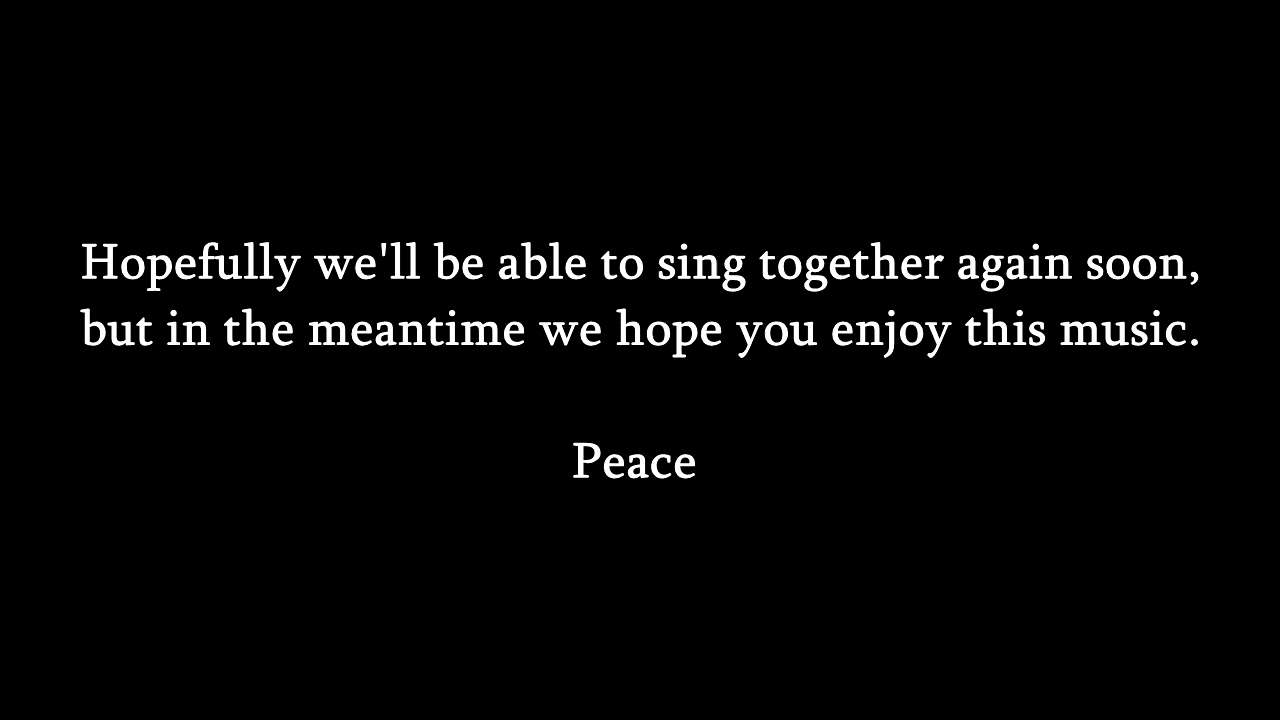 Hopefully we'll be able to sing together again soon,
but in the meantime we hope you enjoy this music.
Peace